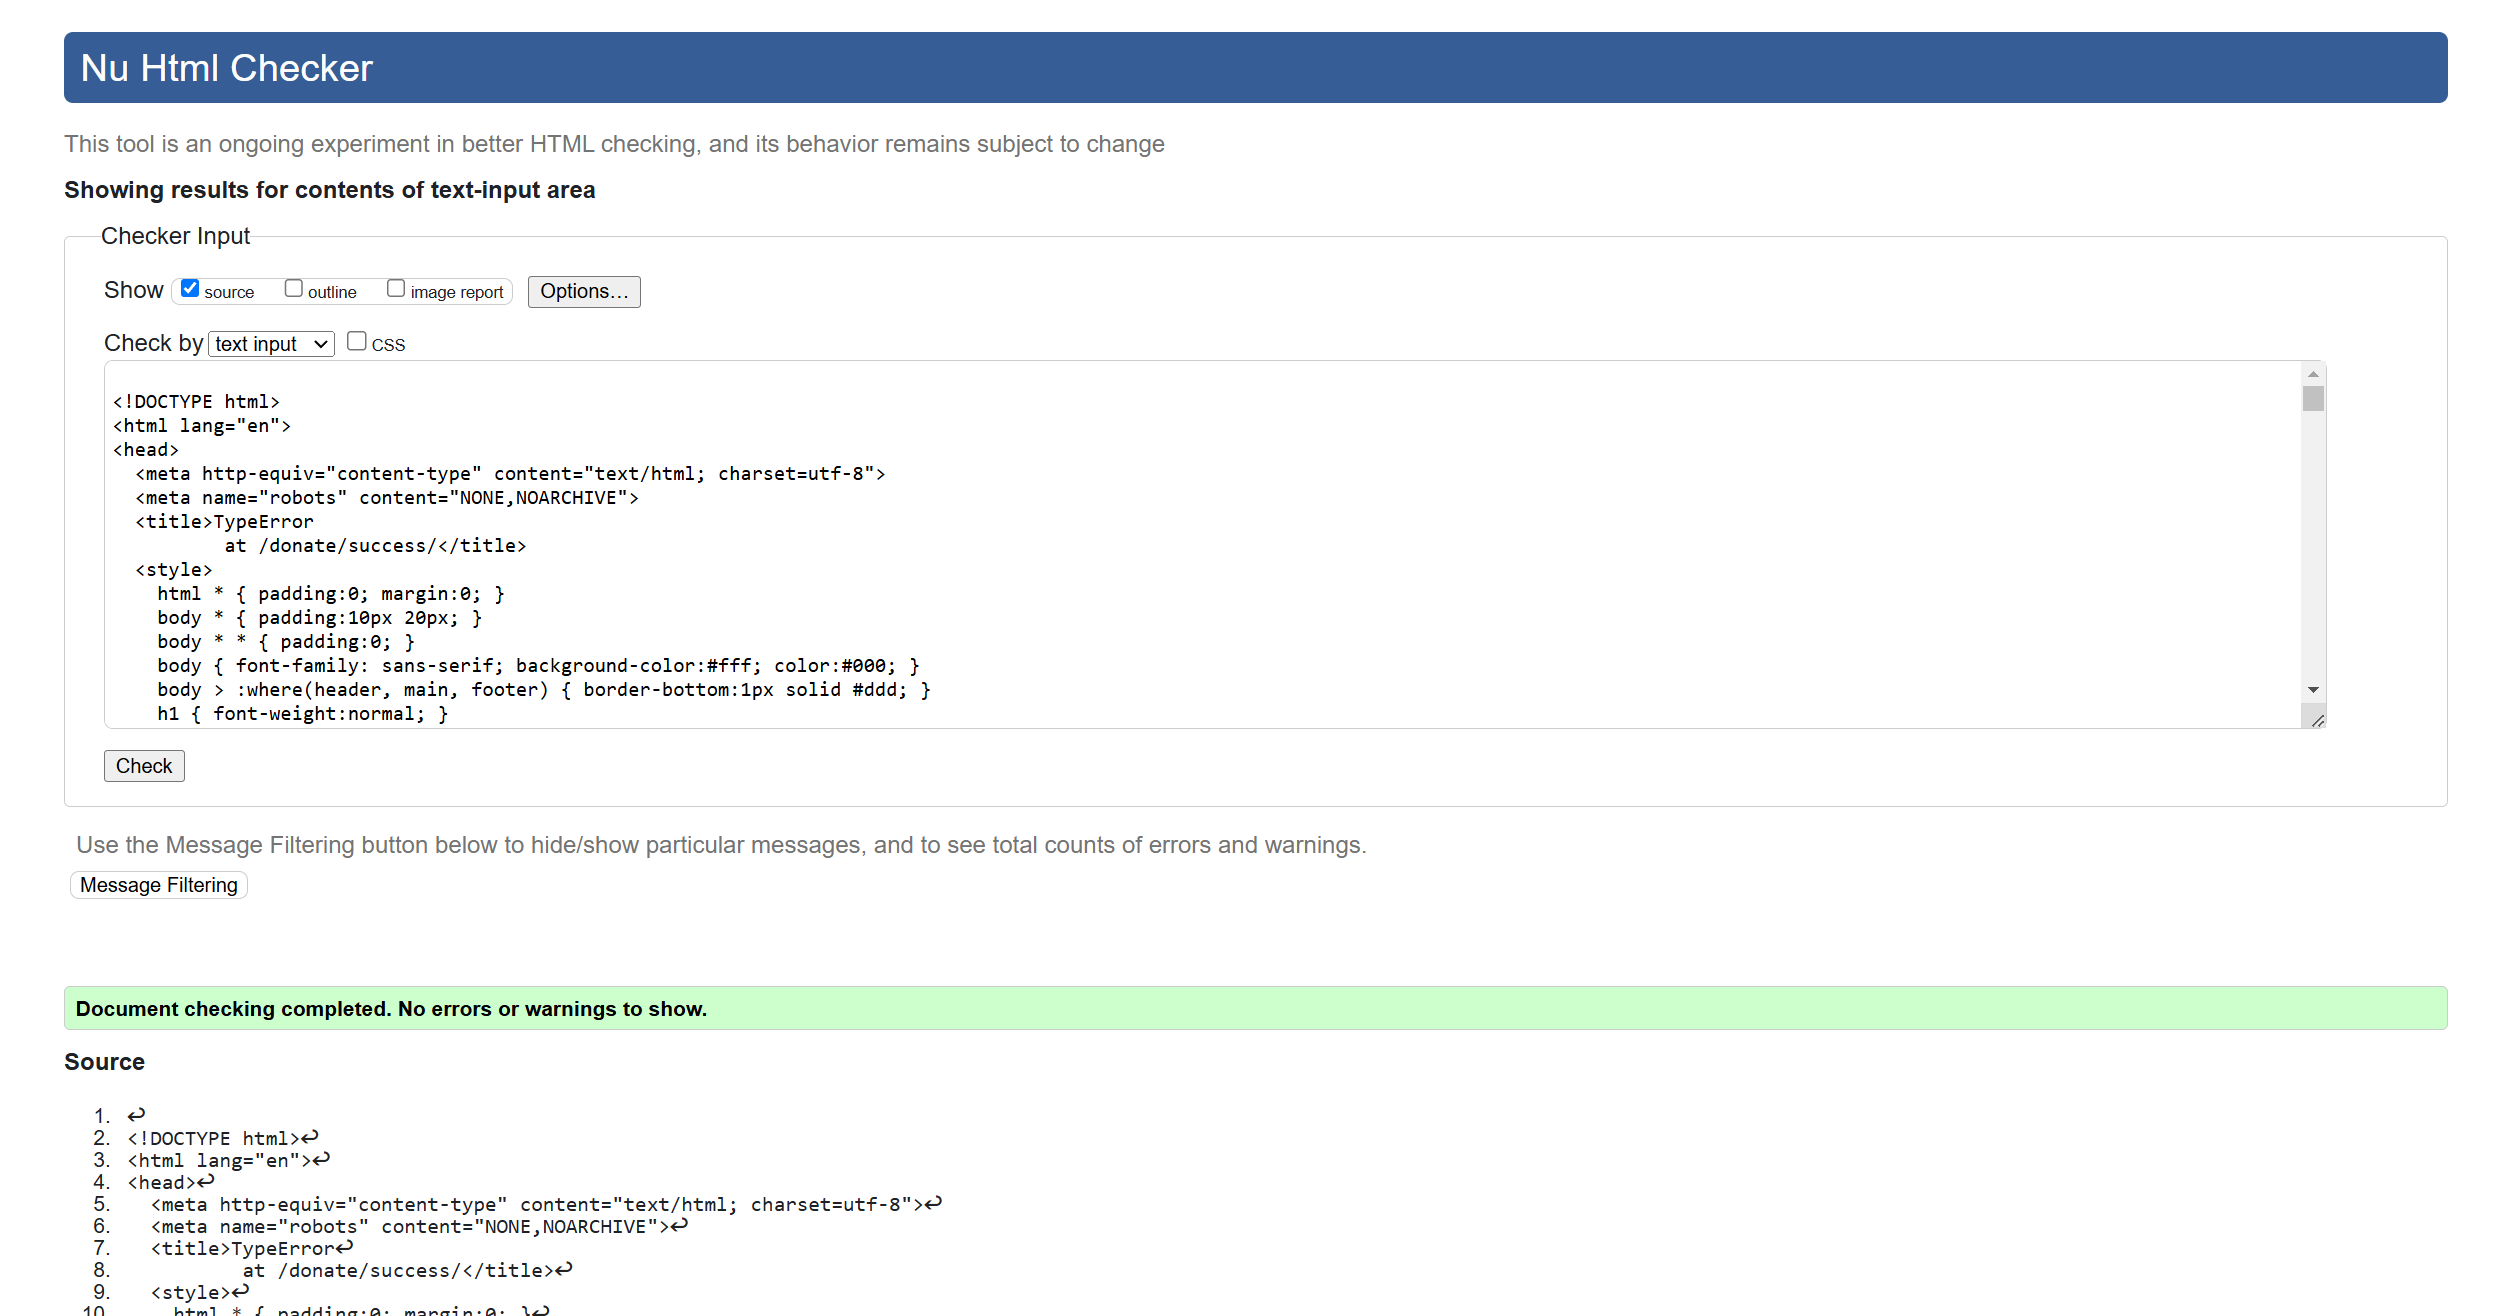 Nu Html Checker
This tool is an ongoing experiment in better HTML checking, and its behavior remains subject to change
Showing results for contents of text-input area
Checker Input
Show source outline image report Options...
Check by text input CSS
<!DOCTYPE html>
<html lang="en">
<head>
  <meta http-equiv="content-type" content="text/html; charset=utf-8">
  <meta name="robots" content="NONE,NOARCHIVE">
  <title>TypeError
          at /donate/success/</title>
  <style>
    html * { padding:0; margin:0; }
    body * { padding:10px 20px; }
    body * * { padding:0; }
    body { font-family: sans-serif; background-color:#fff; color:#000; }
    body > :where(header, main, footer) { border-bottom:1px solid #ddd; }
    h1 { font-weight:normal; }
Check
Use the Message Filtering button below to hide/show particular messages, and to see total counts of errors and warnings.
Message Filtering
Document checking completed. No errors or warnings to show.
Source
1. ↩
2. <!DOCTYPE html>↩
3. <html lang="en">↩
4. <head>↩
5.   <meta http-equiv="content-type" content="text/html; charset=utf-8">↩
6.   <meta name="robots" content="NONE,NOARCHIVE">↩
7.   <title>TypeError↩
8.           at /donate/success/</title>↩
9.   <style>↩
10.     html * { padding:0; margin:0; }↩